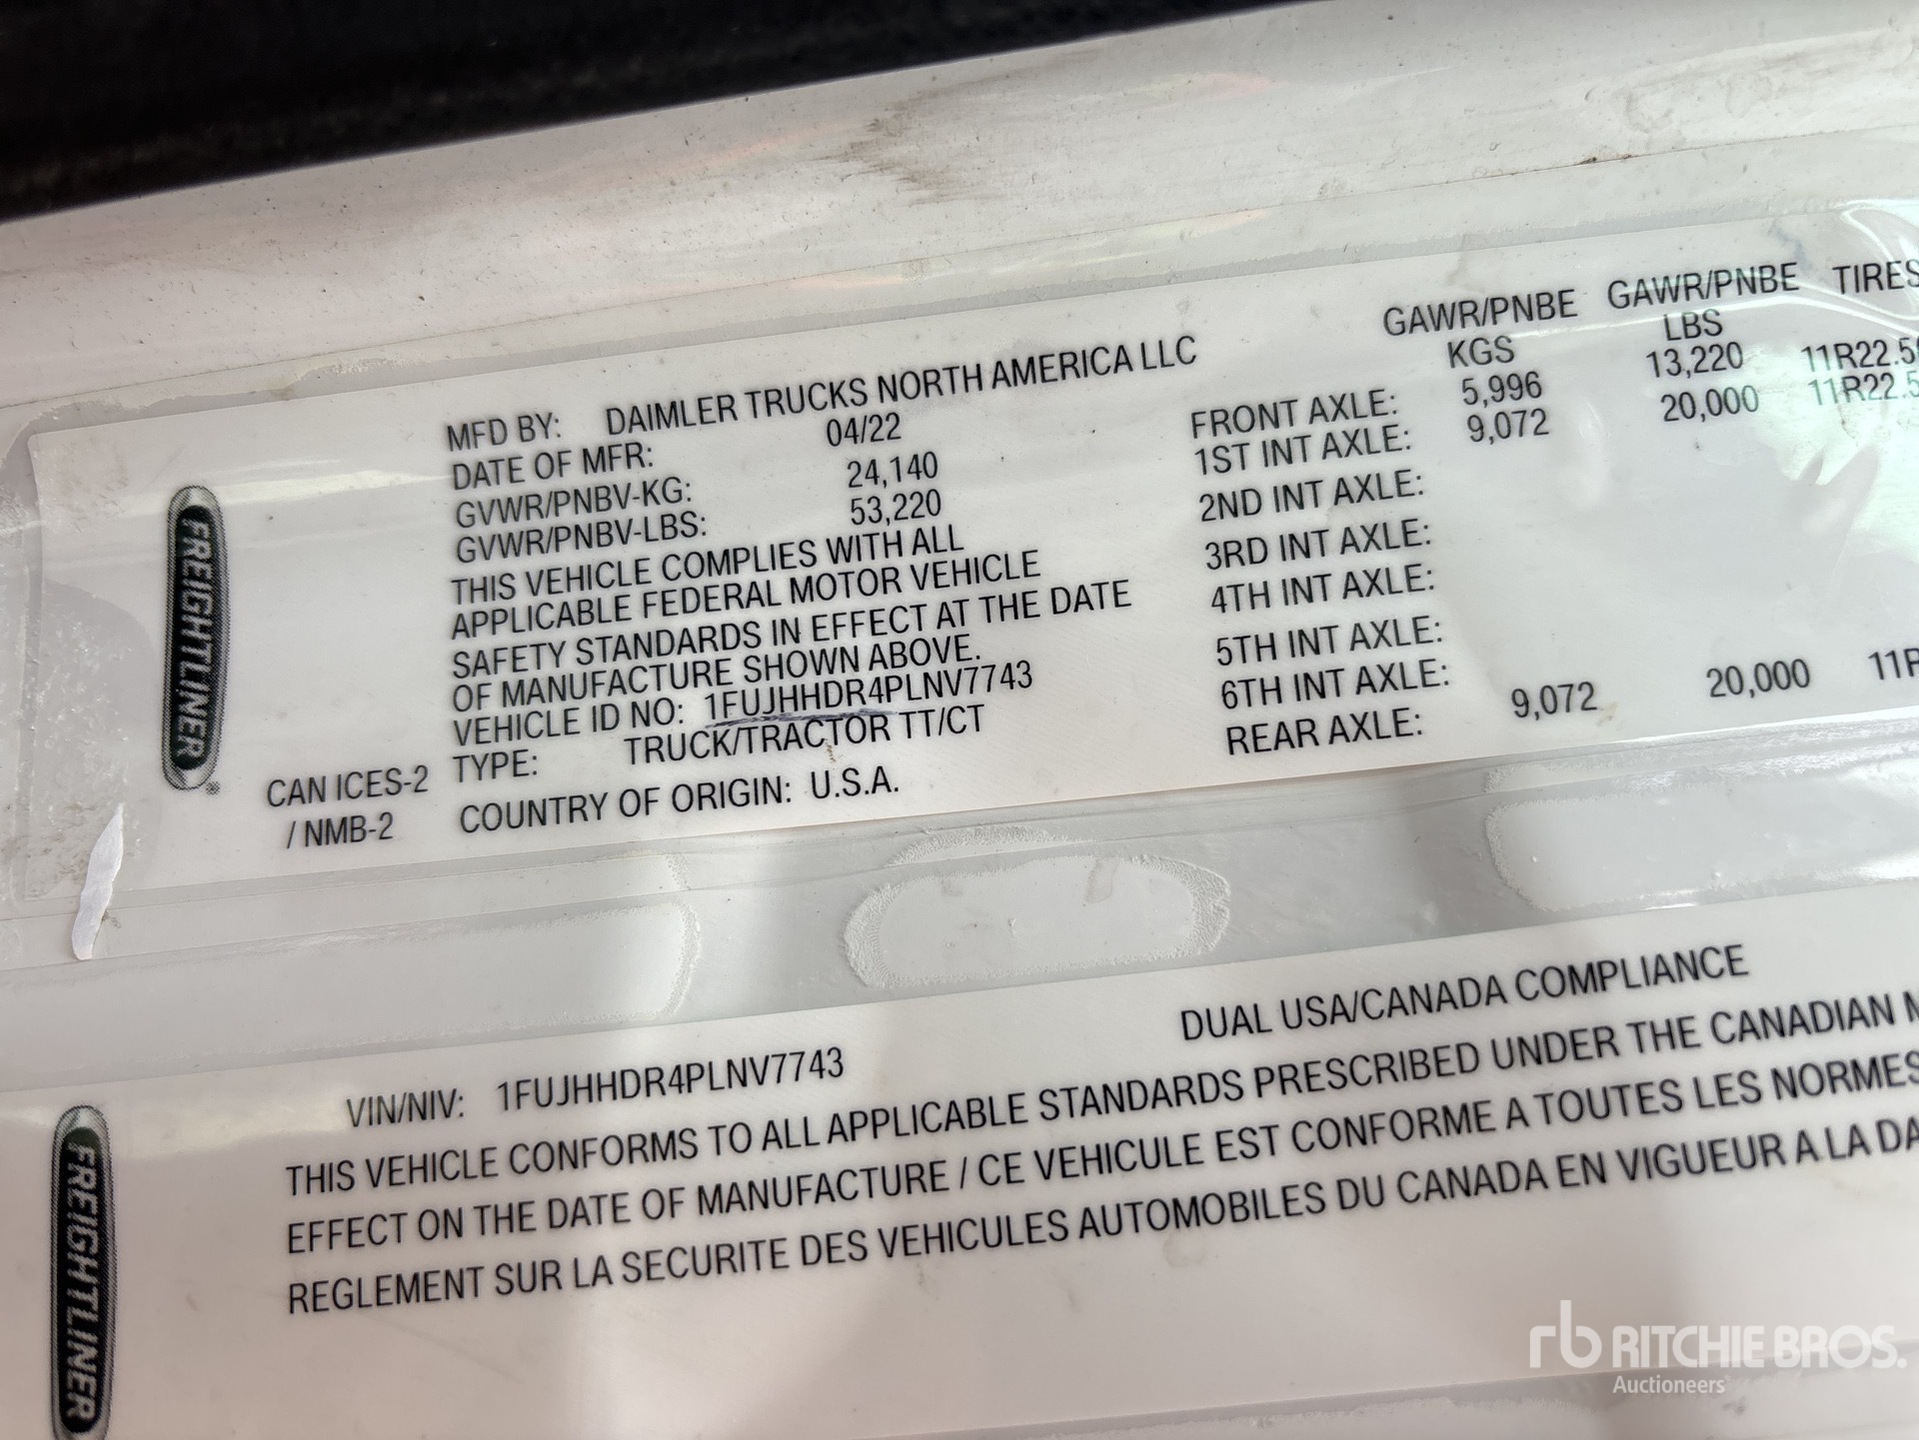 FREIGHTLINER
MFD BY: DAIMLER TRUCKS NORTH AMERICA LLC
DATE OF MFR: 04/22
GVWR/PNBV-KG: 24,140
GVWR/PNBV-LBS: 53,220
THIS VEHICLE COMPLIES WITH ALL
APPLICABLE FEDERAL MOTOR VEHICLE
SAFETY STANDARDS IN EFFECT AT THE DATE
OF MANUFACTURE SHOWN ABOVE.
VEHICLE ID NO: 1FUJHHDR4PLNV7743
TYPE: TRUCK/TRACTOR TT/CT
COUNTRY OF ORIGIN: U.S.A.
CAN ICES-2
/ NMB-2
GAWR/PNBE GAWR/PNBE TIRES
KGS LBS
FRONT AXLE: 5,996 13,220 11R22.5
1ST INT AXLE: 9,072 20,000 11R22.5
2ND INT AXLE:
3RD INT AXLE:
4TH INT AXLE:
5TH INT AXLE:
6TH INT AXLE:
REAR AXLE: 9,072 20,000 11R
FREIGHTLINER
DUAL USA/CANADA COMPLIANCE
VIN/NIV: 1FUJHHDR4PLNV7743
THIS VEHICLE CONFORMS TO ALL APPLICABLE STANDARDS PRESCRIBED UNDER THE CANADIAN M
EFFECT ON THE DATE OF MANUFACTURE / CE VEHICULE EST CONFORME A TOUTES LES NORMES
REGLEMENT SUR LA SECURITE DES VEHICULES AUTOMOBILES DU CANADA EN VIGUEUR A LA DA
rb RITCHIE BROS.
Auctioneers